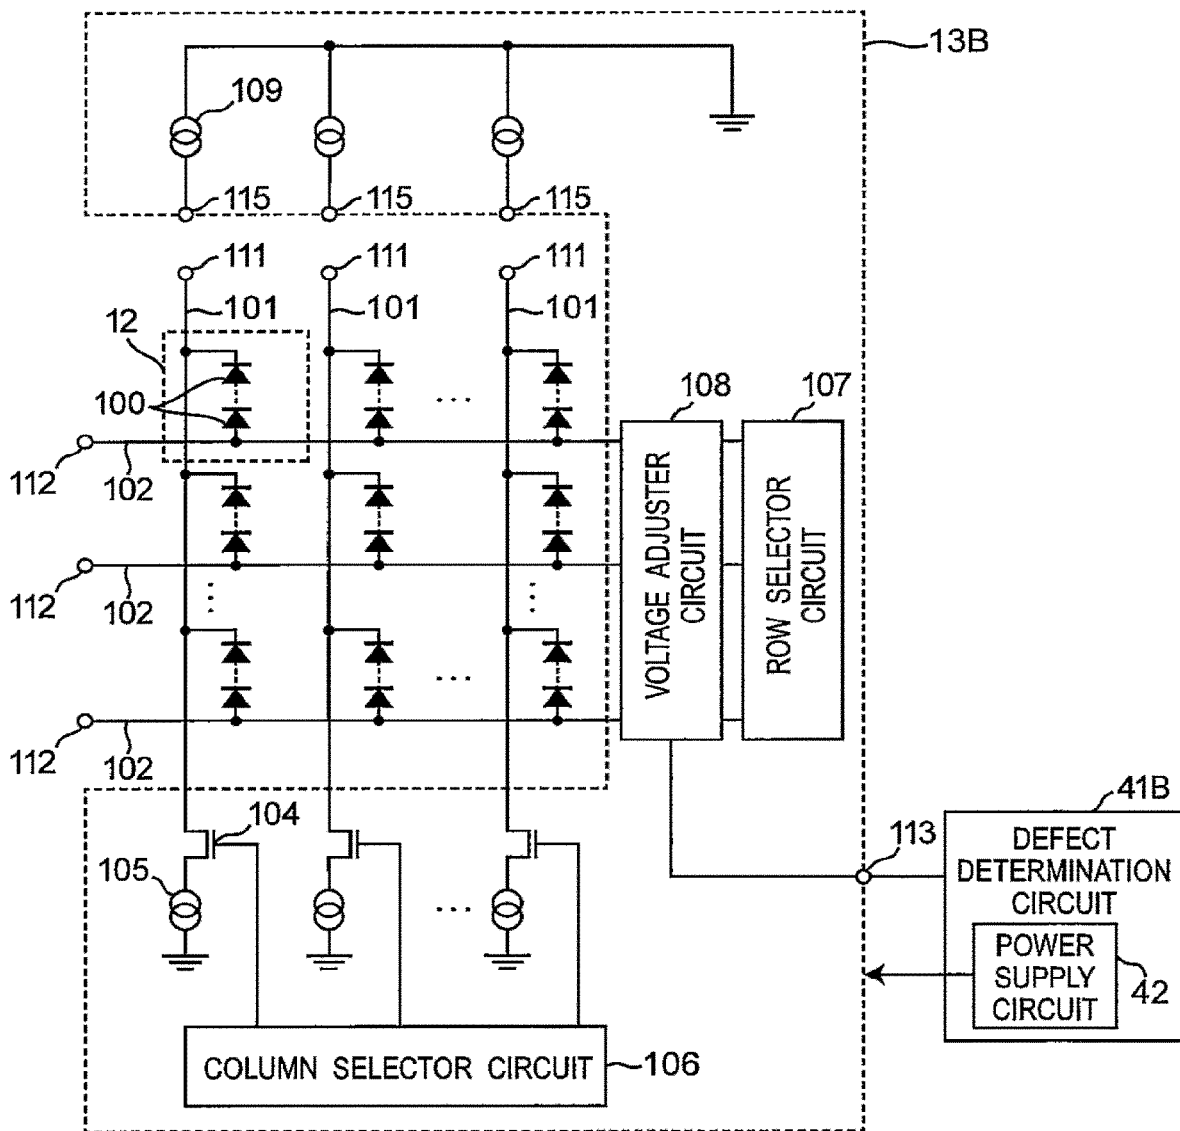 13B
109
115 115 115
111 111 111
101 101 101
12
100
108 107
112 102
VOLTAGE ADJUSTER
CIRCUIT
ROW SELECTOR
CIRCUIT
112 102
112 102
104
105
113
41B
DEFECT
DETERMINATION
CIRCUIT
POWER
SUPPLY
CIRCUIT
42
COLUMN SELECTOR CIRCUIT
106